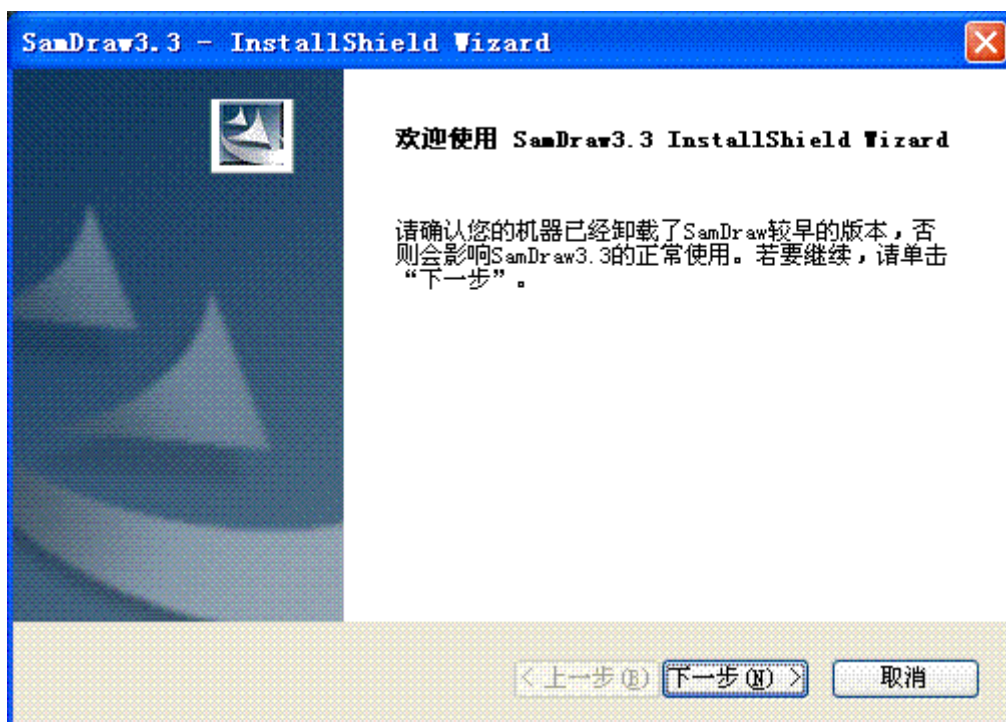 SamDraw3.3 - InstallShield Wizard
欢迎使用 SamDraw3.3 InstallShield Wizard
请确认您的机器已经卸载了SamDraw较早的版本，否
则会影响SamDraw3.3的正常使用。若要继续，请单击
“下一步”。
< 上一步(B) 下一步(N) > 取消